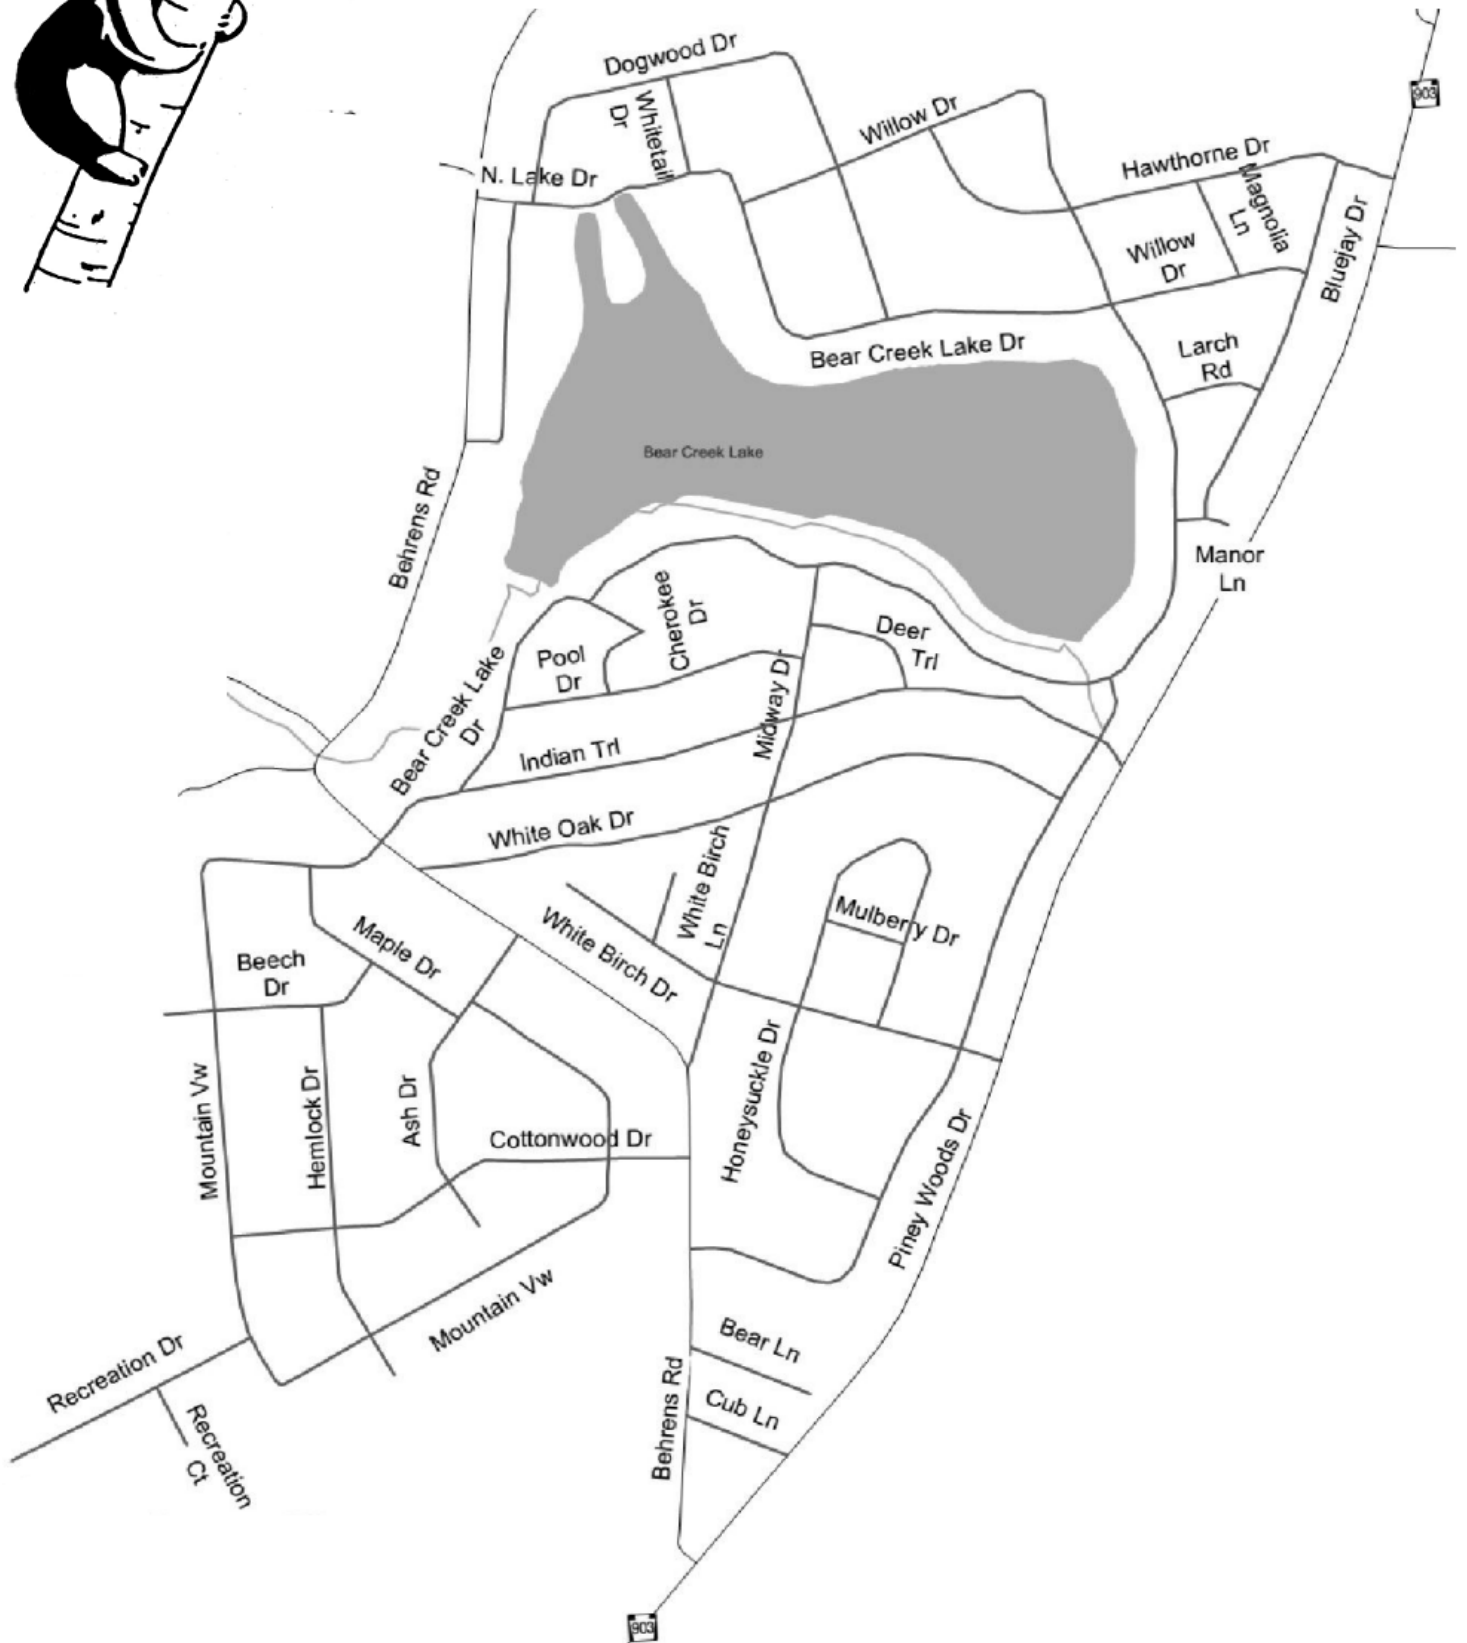 Dogwood Dr
903
Whitetail
Dr
Willow Dr
Hawthorne Dr
N. Lake Dr
Magnolia
Ln
Willow
Dr
Bluejay Dr
Bear Creek Lake Dr
Larch
Rd
Bear Creek Lake
Behrens Rd
Manor
Ln
Cherokee
Dr
Deer
Trl
Pool
Dr
Bear Creek Lake
Dr
Midway Dr
Indian Trl
White Oak Dr
White Birch
Ln
Mulberry Dr
White Birch Dr
Maple Dr
Beech
Dr
Mountain Vw
Hemlock Dr
Ash Dr
Honeysuckle Dr
Cottonwood Dr
Piney Woods Dr
Mountain Vw
Bear Ln
Recreation Dr
Cub Ln
Behrens Rd
Recreation
Ct
903